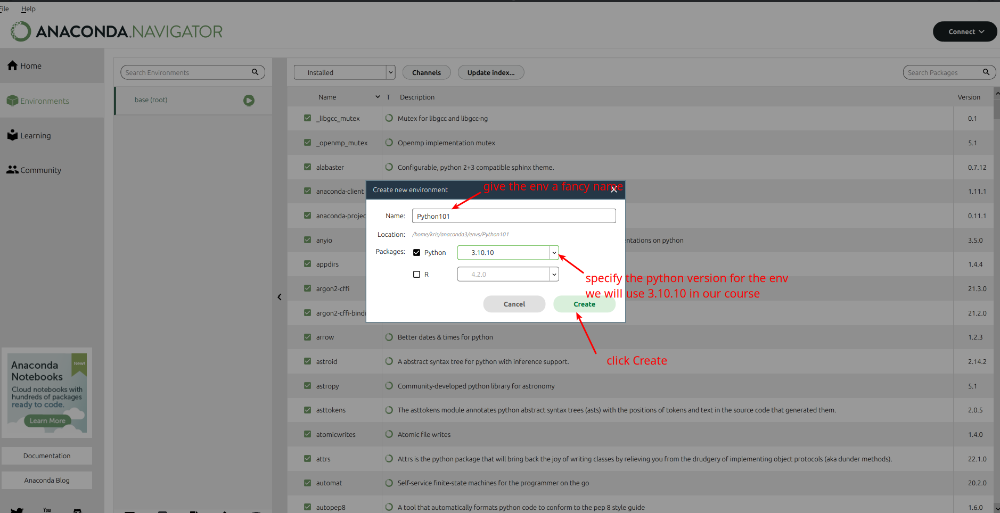 File Help
ANACONDA.NAVIGATOR
Connect
Home
Environments
Learning
Community
Anaconda
Notebooks
New!
Cloud notebooks with
hundreds of packages
ready to code.
Learn More
Documentation
Anaconda Blog
You
Search Environments
base (root)
Installed Channels Update index... Search Packages
Name T Description Version
_libgcc_mutex Mutex for libgcc and libgcc-ng 0.1
_openmp_mutex Openmp implementation mutex 5.1
alabaster Configurable, python 2+3 compatible sphinx theme. 0.7.12
anaconda-client 1.11.1
anaconda-projec 0.11.1
anyio ntations on python 3.5.0
appdirs 1.4.4
argon2-cffi 21.3.0
argon2-cffi-bindi 21.2.0
arrow Better dates & times for python 1.2.3
astroid A abstract syntax tree for python with inference support. 2.14.2
astropy Community-developed python library for astronomy 5.1
asttokens The asttokens module annotates python abstract syntax trees (asts) with the positions of tokens and text in the source code that generated them. 2.0.5
atomicwrites Atomic file writes 1.4.0
attrs Attrs is the python package that will bring back the joy of writing classes by relieving you from the drudgery of implementing object protocols (aka dunder methods). 22.1.0
automat Self-service finite-state machines for the programmer on the go 20.2.0
autopep8 A tool that automatically formats python code to conform to the pep 8 style guide 1.6.0
Create new environment
give the env a fancy name
Name: Python101
Location: /home/kris/anaconda3/envs/Python101
Packages: Python 3.10.10
R 4.2.0
specify the python version for the env
we will use 3.10.10 in our course
Cancel Create
click Create